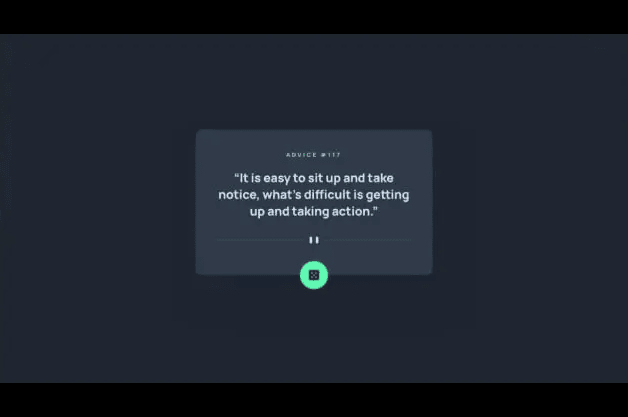 ADVICE #117
“It is easy to sit up and take
notice, what's difficult is getting
up and taking action.”